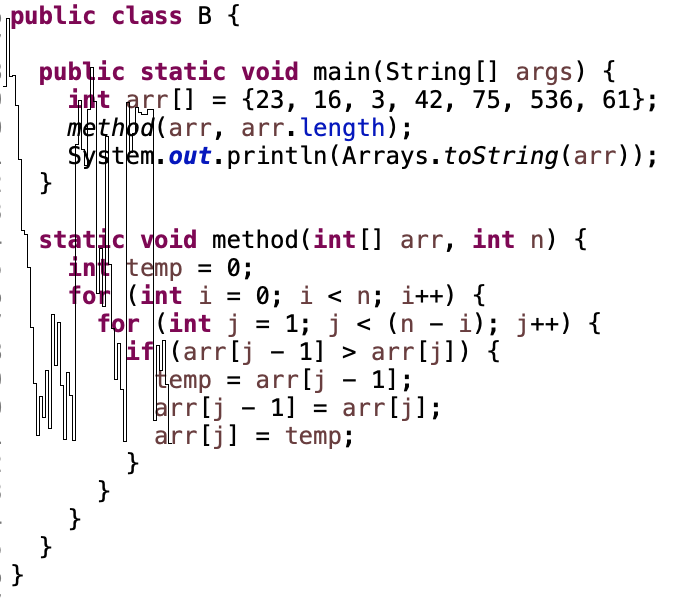 public class B {
public static void main(String[] args) {
int arr[] = {23, 16, 3, 42, 75, 536, 61};
method(arr, arr.length);
System.out.println(Arrays.toString(arr));
}
static void method(int[] arr, int n) {
int temp = 0;
for (int i = 0; i < n; i++) {
for (int j = 1; j < (n - i); j++) {
if (arr[j - 1] > arr[j]) {
temp = arr[j - 1];
arr[j - 1] = arr[j];
arr[j] = temp;
}
}
}
}
}